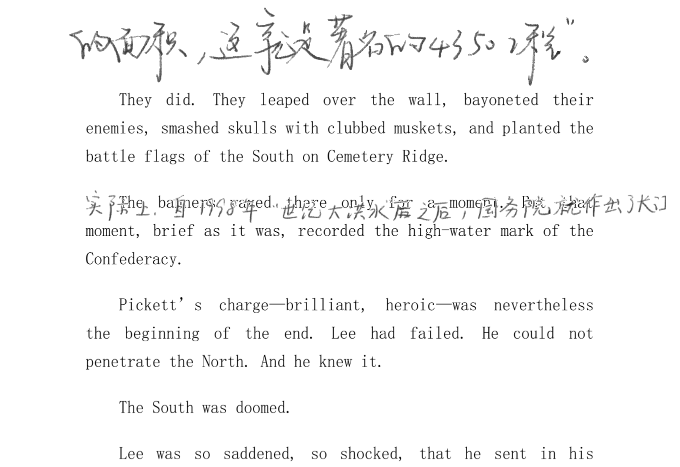 的面积,这就是著名的4350工程”。
They did. They leaped over the wall, bayoneted their
enemies, smashed skulls with clubbed muskets, and planted the
battle flags of the South on Cemetery Ridge.
The banners waved there only for a moment. But that
实际上,自1998年“世纪大洪水之后,国务院就作出了长江
moment, brief as it was, recorded the high-water mark of the
Confederacy.
Pickett’s charge—brilliant, heroic—was nevertheless
the beginning of the end. Lee had failed. He could not
penetrate the North. And he knew it.
The South was doomed.
Lee was so saddened, so shocked, that he sent in his